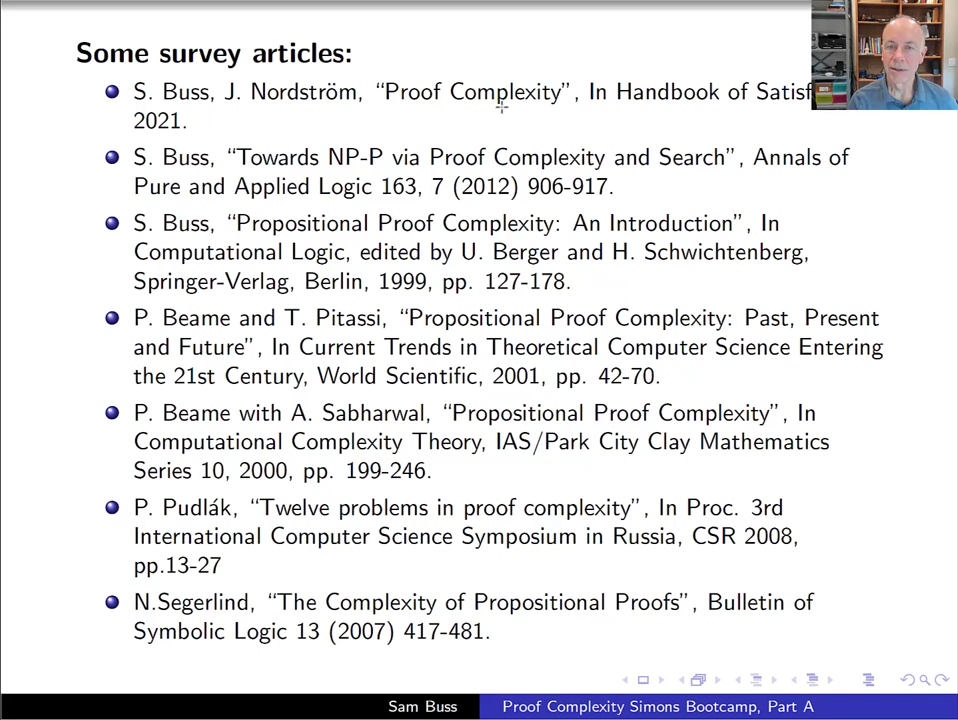 Some survey articles:
S. Buss, J. Nordström, “Proof Complexity”, In Handbook of
2021.
S. Buss, “Towards NP-P via Proof Complexity and Search”, Annals of
Pure and Applied Logic 163, 7 (2012) 906-917.
S. Buss, “Propositional Proof Complexity: An Introduction”, In
Computational Logic, edited by U. Berger and H. Schwichtenberg,
Springer-Verlag, Berlin, 1999, pp. 127-178.
P. Beame and T. Pitassi, “Propositional Proof Complexity: Past, Present
and Future”, In Current Trends in Theoretical Computer Science Entering
the 21st Century, World Scientific, 2001, pp. 42-70.
P. Beame with A. Sabharwal, “Propositional Proof Complexity”, In
Computational Complexity Theory, IAS/Park City Clay Mathematics
Series 10, 2000, pp. 199-246.
P. Pudlák, “Twelve problems in proof complexity”, In Proc. 3rd
International Computer Science Symposium in Russia, CSR 2008,
pp.13-27
N.Segerlind, “The Complexity of Propositional Proofs”, Bulletin of
Symbolic Logic 13 (2007) 417-481.
Sam Buss
Proof Complexity Simons Bootcamp, Part A